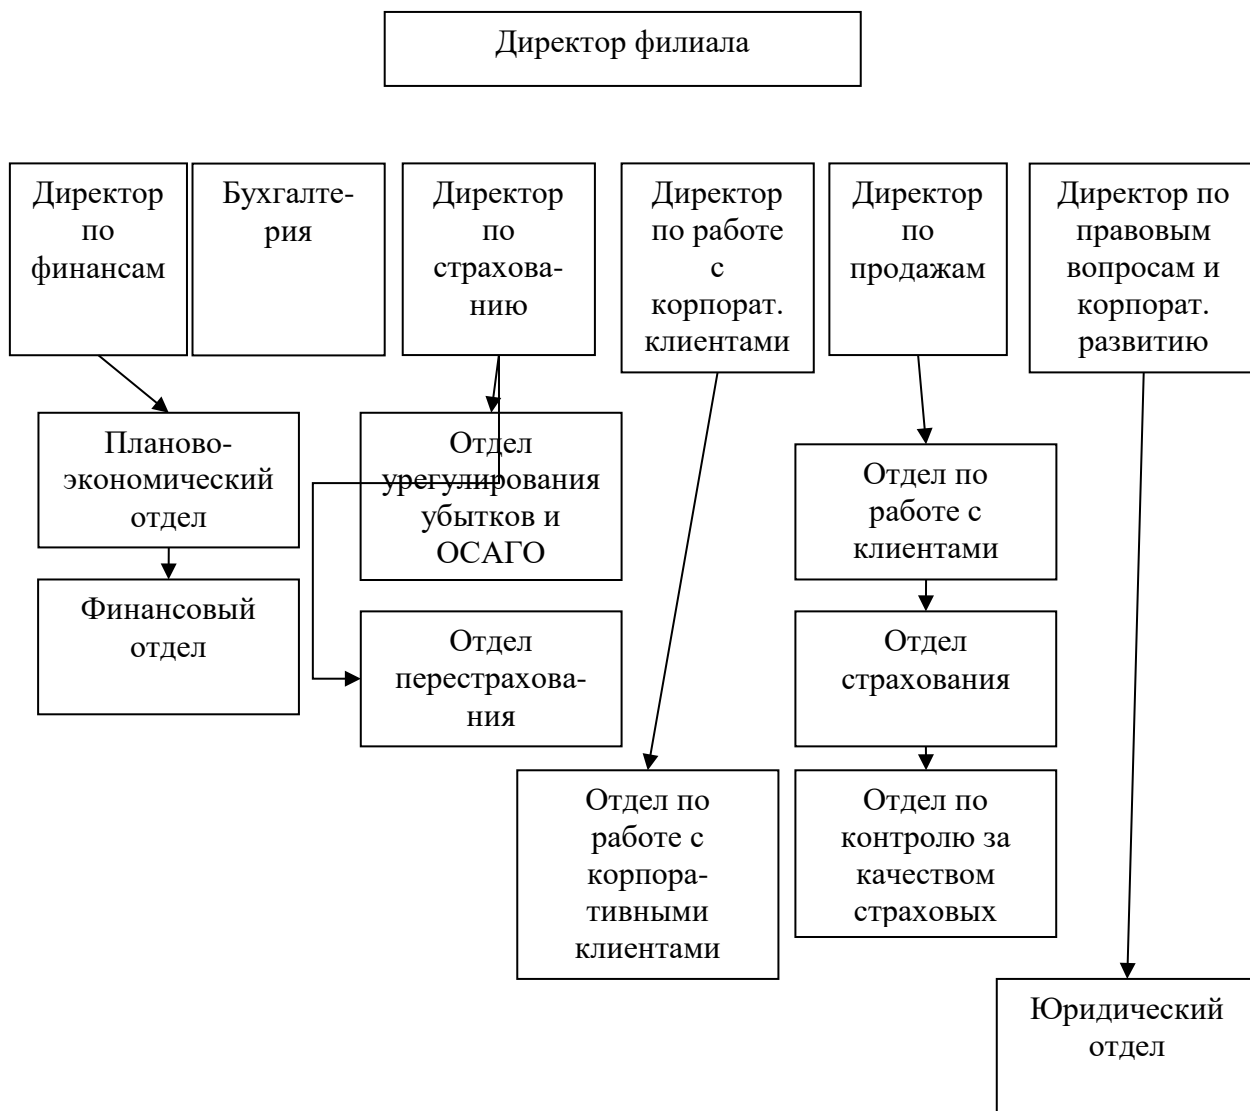 Директор филиала
Директор
по
финансам
Бухгалте-
рия
Директор
по
страхова-
нию
Директор
по работе
с
корпорат.
клиентами
Директор
по
продажам
Директор по
правовым
вопросам и
корпорат.
развитию
Планово-
экономический
отдел
Отдел
урегулирования
убытков и
ОСАГО
Отдел по
работе с
клиентами
Финансовый
отдел
Отдел
перестрахова-
ния
Отдел
страхования
Отдел по
работе с
корпора-
тивными
клиентами
Отдел по
контролю за
качеством
страховых
Юридический
отдел